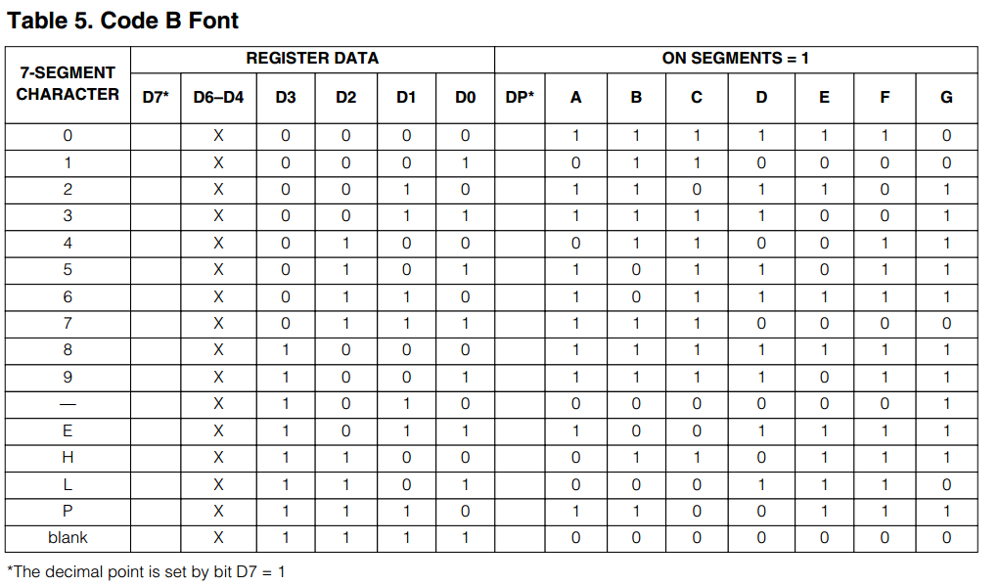 Table 5. Code B Font
7-SEGMENT CHARACTER REGISTER DATA ON SEGMENTS = 1
D7* D6–D4 D3 D2 D1 D0 DP* A B C D E F G
0 X 0 0 0 0 1 1 1 1 1 1 0
1 X 0 0 0 1 0 1 1 0 0 0 0
2 X 0 0 1 0 1 1 0 1 1 0 1
3 X 0 0 1 1 1 1 1 1 0 0 1
4 X 0 1 0 0 0 1 1 0 0 1 1
5 X 0 1 0 1 1 0 1 1 0 1 1
6 X 0 1 1 0 1 0 1 1 1 1 1
7 X 0 1 1 1 1 1 1 0 0 0 0
8 X 1 0 0 0 1 1 1 1 1 1 1
9 X 1 0 0 1 1 1 1 1 0 1 1
— X 1 0 1 0 0 0 0 0 0 0 1
E X 1 0 1 1 1 0 0 1 1 1 1
H X 1 1 0 0 0 1 1 0 1 1 1
L X 1 1 0 1 0 0 0 1 1 1 0
P X 1 1 1 0 1 1 0 0 1 1 1
blank X 1 1 1 1 0 0 0 0 0 0 0
*The decimal point is set by bit D7 = 1